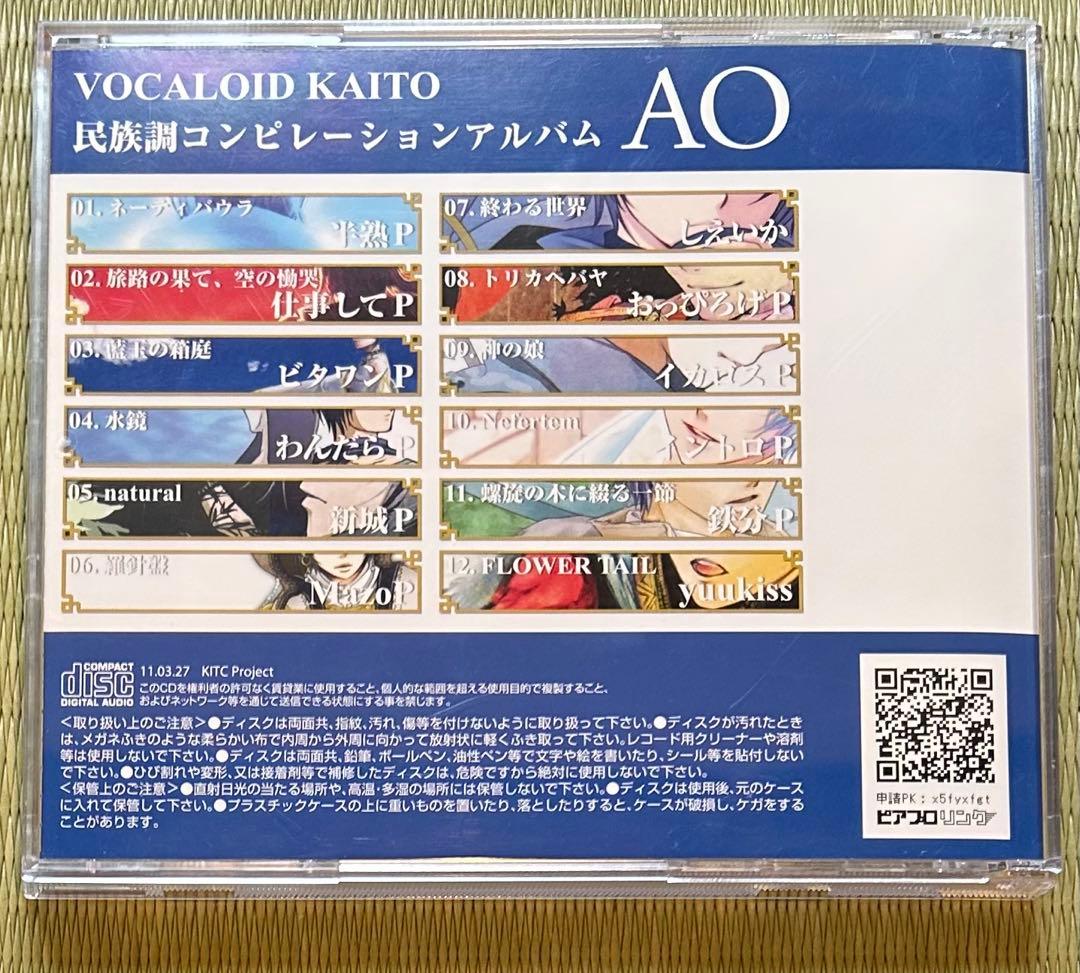 VOCALOID KAITO
民族調コンピレーションアルバム AO
01. ネーディバウラ
半熟P
02. 旅路の果て、空の慟哭
仕事してP
03. 藍玉の箱庭
ビタワンP
04. 水鏡
わんだらP
05. natural
新城P
06. 羅針盤
MazoP
07. 終わる世界
しえいか
08. トリカヘバヤ
おっぴろげP
09. 神の娘
イカロスP
10. Nefertem
イントロP
11. 螺旋の木に綴る一節
鉄分P
12. FLOWER TAIL
yuukiss
COMPACT
disc
DIGITAL AUDIO
11.03.27 KITC Project
このCDを権利者の許可なく賃貸業に使用すること、個人的な範囲を超える使用目的で複製すること、
およびネットワーク等を通じて送信できる状態にする事を禁じます。
<取り扱い上のご注意>●ディスクは両面共、指紋、汚れ、傷等を付けないように取り扱って下さい。●ディスクが汚れたとき
は、メガネふきのような柔らかい布で内周から外周に向かって放射状に軽くふき取って下さい。レコード用クリーナーや溶剤
等は使用しないで下さい。●ディスクは両面共、鉛筆、ボールペン、油性ペン等で文字や絵を書いたり、シール等を貼付しない
で下さい。●ひび割れや変形、又は接着剤等で補修したディスクは、危険ですから絶対に使用しないで下さい。
<保管上のご注意>●直射日光の当たる場所や、高温・多湿の場所には保管しないで下さい。●ディスクは使用後、元のケース
に入れて保管して下さい。●プラスチックケースの上に重いものを置いたり、落としたりすると、ケースが破損し、ケガをする
ことがあります。
申請PK：x5fyxfgt
ピアプロリンク